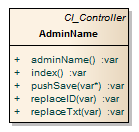 CI_Controller
AdminName
+ adminName() :var
+ index() :var
+ pushSave(var*) :var
+ replaceID(var) :var
+ replaceTxt(var) :var